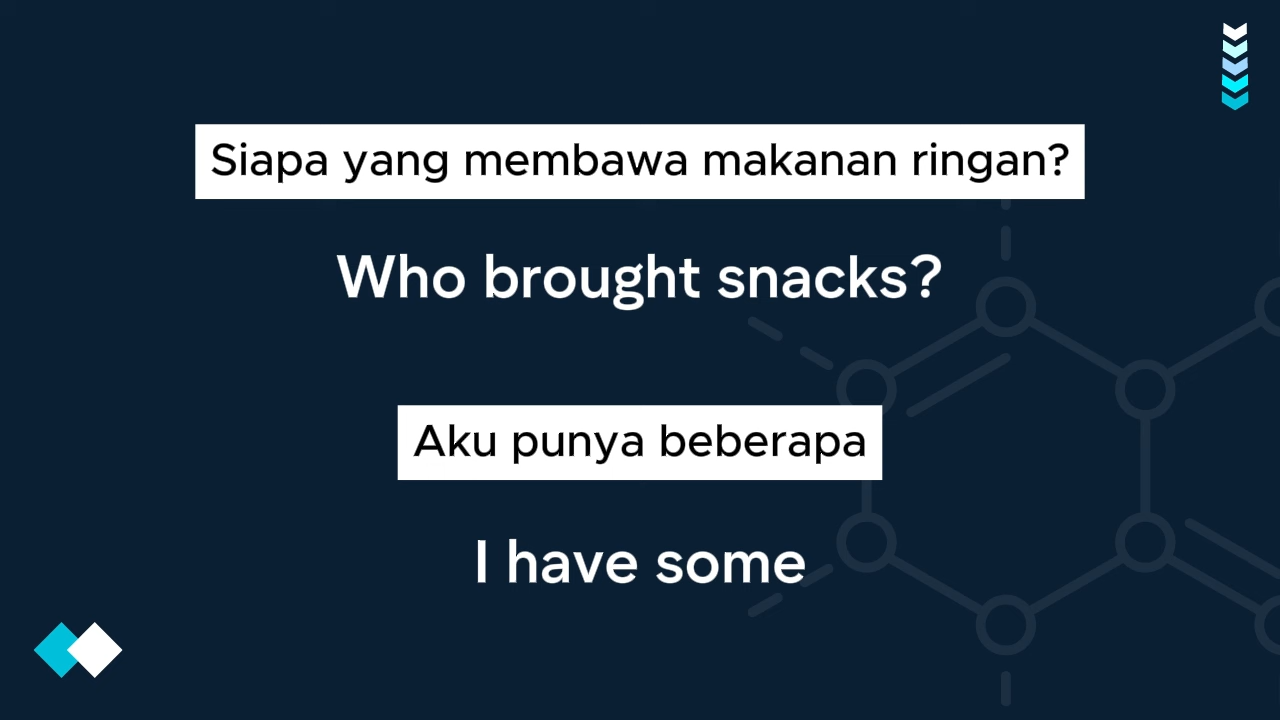 Siapa yang membawa makanan ringan?
Who brought snacks?
Aku punya beberapa
I have some